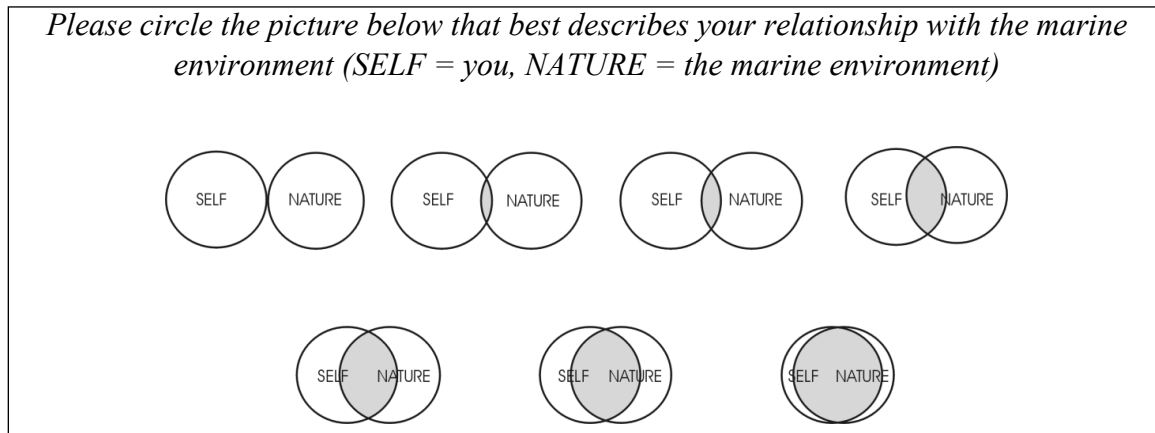 Please circle the picture below that best describes your relationship with the marine
environment (SELF = you, NATURE = the marine environment)
SELF NATURE SELF NATURE SELF NATURE SELF NATURE
SELF NATURE SELF NATURE SELF NATURE